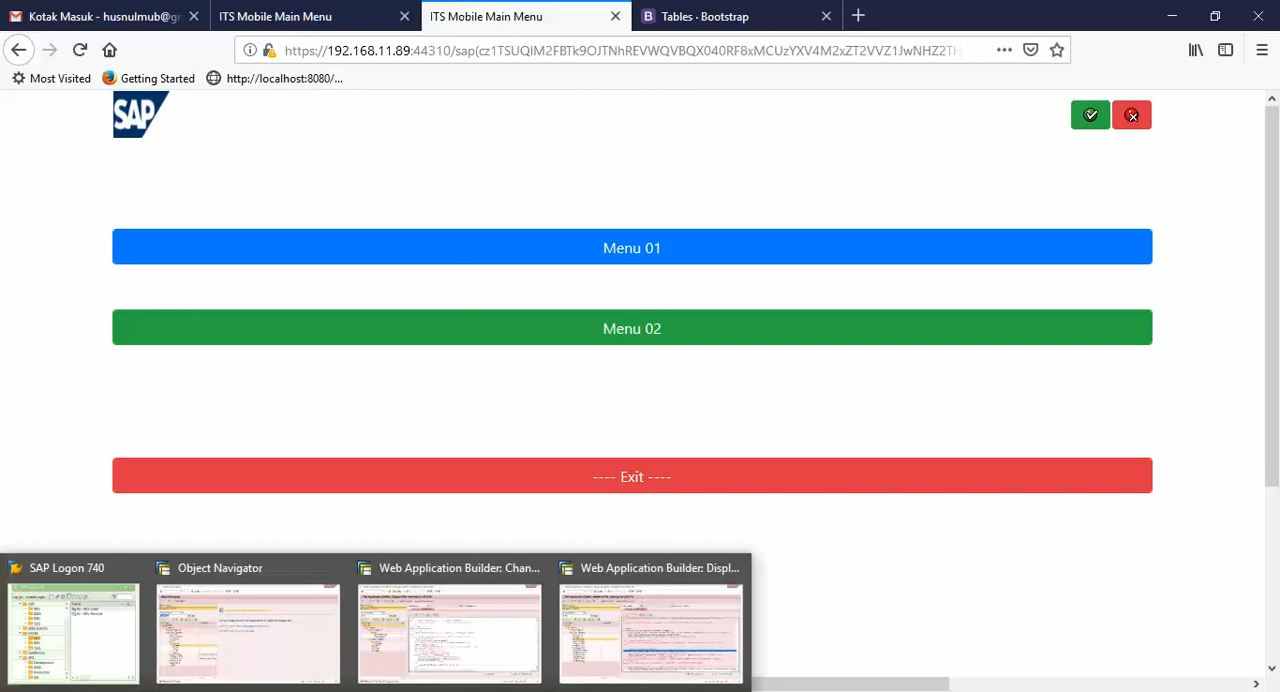 Kotak Masuk - husnulmub@gm
ITS Mobile Main Menu
ITS Mobile Main Menu
B Tables · Bootstrap
https://192.168.11.89:44310/sap(
Most Visited
Getting Started
http://localhost:8080/...
SAP
Menu 01
Menu 02
---- Exit ----
SAP Logon 740
Object Navigator
Web Application Builder: Chan...
Web Application Builder: Displ...